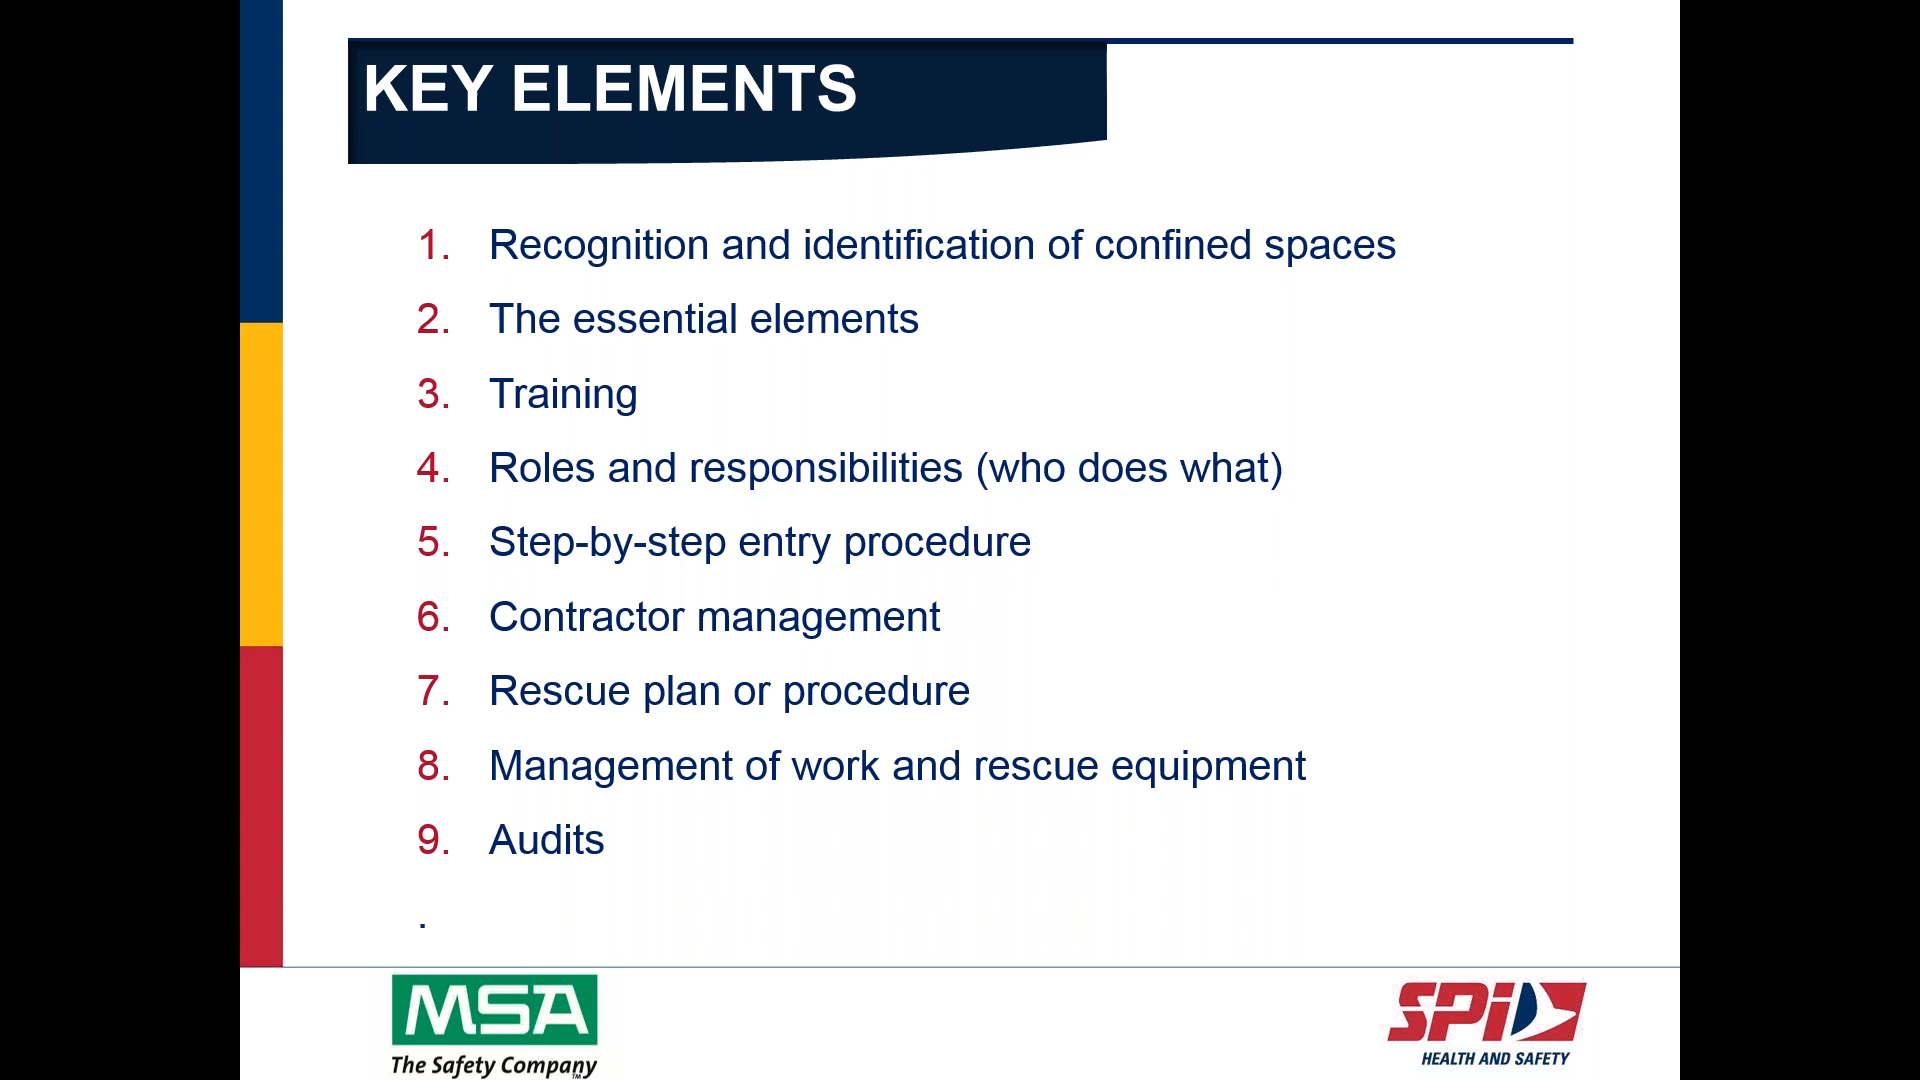 KEY ELEMENTS
1. Recognition and identification of confined spaces
2. The essential elements
3. Training
4. Roles and responsibilities (who does what)
5. Step-by-step entry procedure
6. Contractor management
7. Rescue plan or procedure
8. Management of work and rescue equipment
9. Audits
.
MSA
The Safety Company™
SPi
HEALTH AND SAFETY